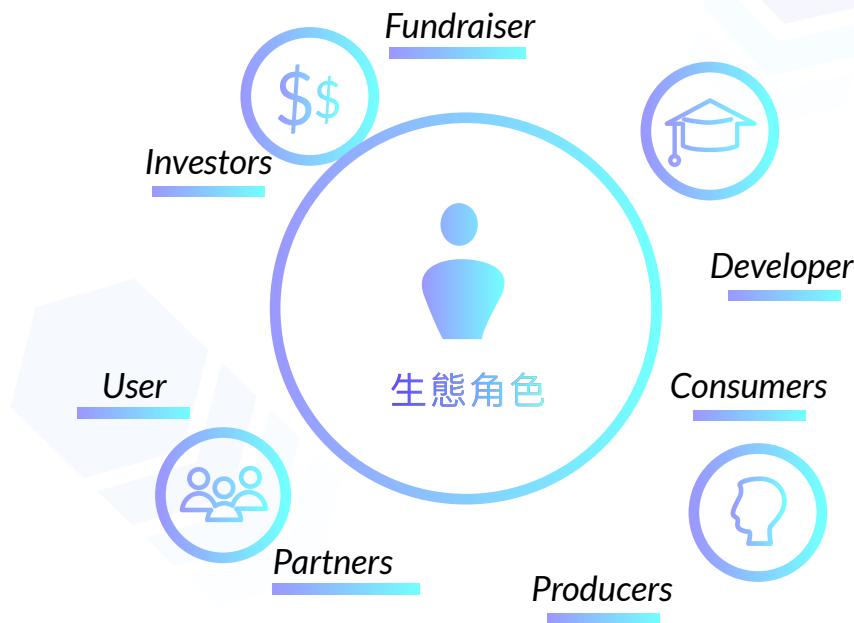 Fundraiser
Investors
Developer
生態角色
User
Consumers
Partners
Producers